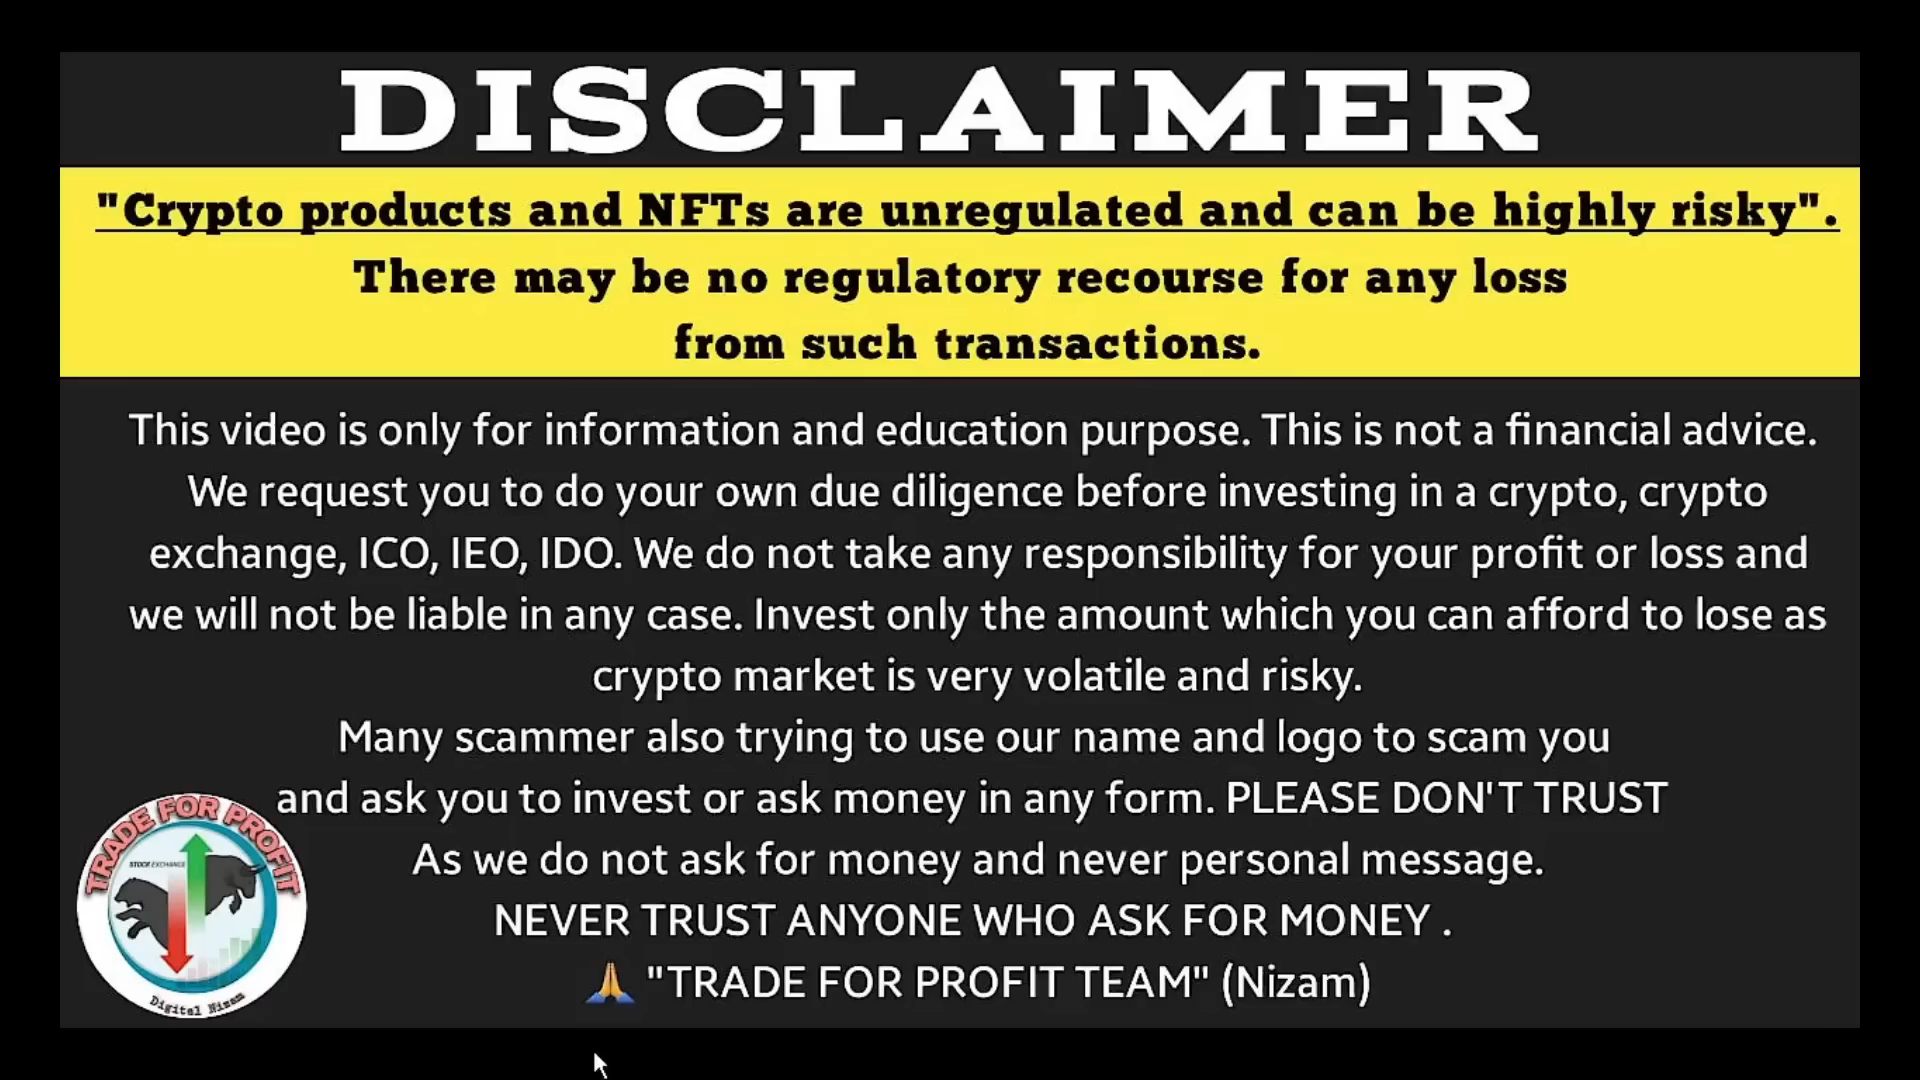 DISCLAIMER
"Crypto products and NFTs are unregulated and can be highly risky".
There may be no regulatory recourse for any loss
from such transactions.
This video is only for information and education purpose. This is not a financial advice.
We request you to do your own due diligence before investing in a crypto, crypto
exchange, ICO, IEO, IDO. We do not take any responsibility for your profit or loss and
we will not be liable in any case. Invest only the amount which you can afford to lose as
crypto market is very volatile and risky.
Many scammer also trying to use our name and logo to scam you
and ask you to invest or ask money in any form. PLEASE DON'T TRUST
As we do not ask for money and never personal message.
NEVER TRUST ANYONE WHO ASK FOR MONEY .
🙏 "TRADE FOR PROFIT TEAM" (Nizam)
TRADE FOR PROFIT
STOCK EXCHANGE
Digital Nizam